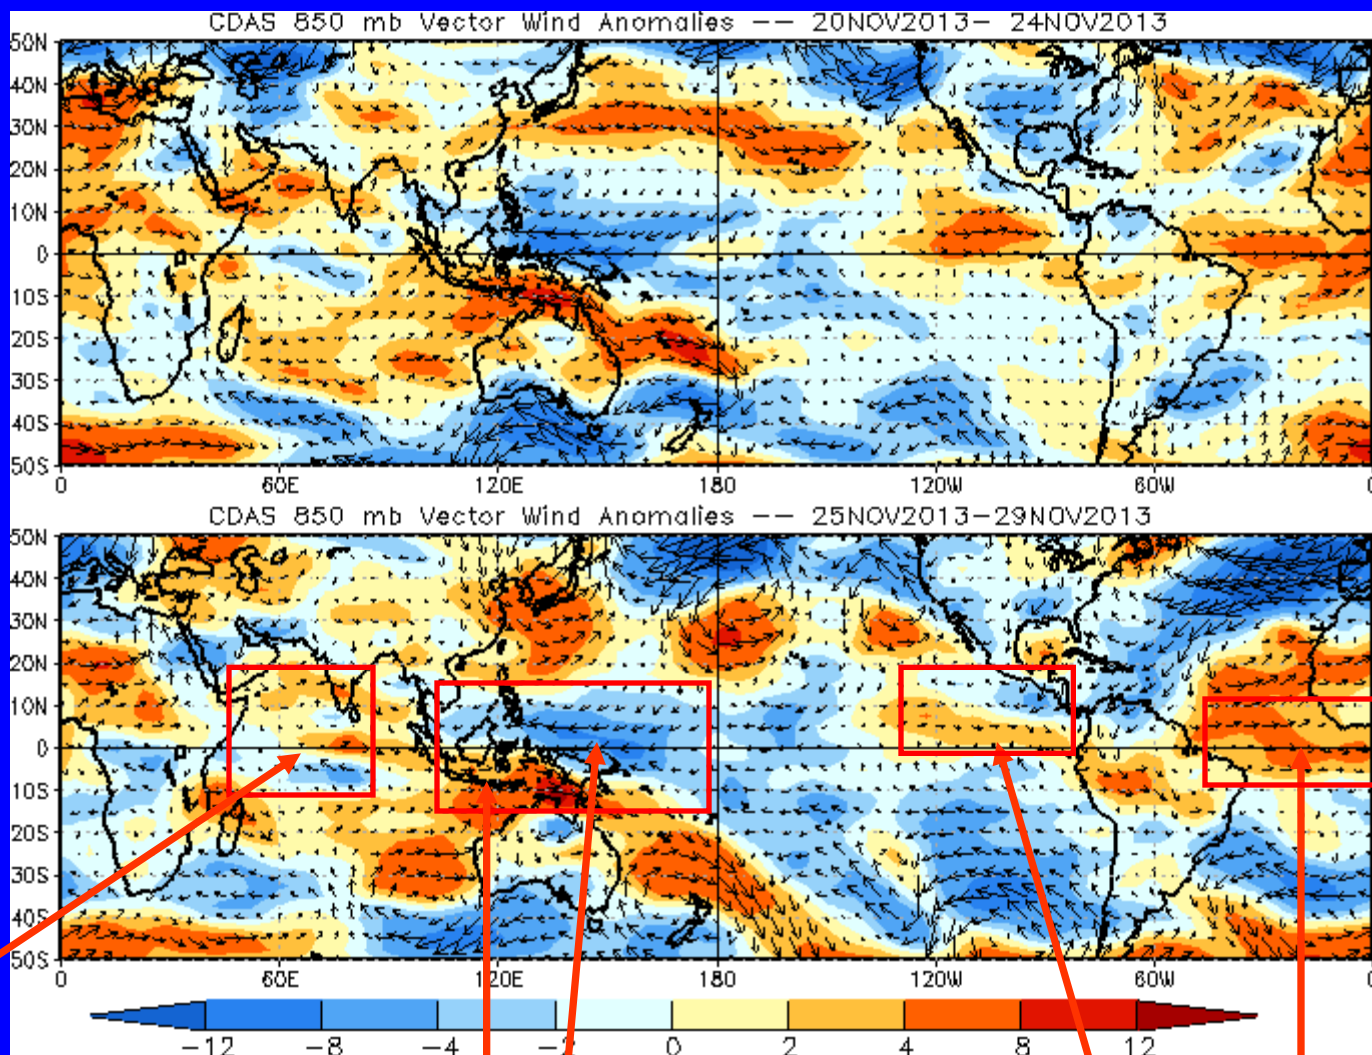 CDAS 850 mb Vector Wind Anomalies -- 20NOV2013- 24NOV2013
50N
40N
30N
20N
10N
0
10S
20S
30S
40S
50S
0 60E 120E 180 120W 60W 0
CDAS 850 mb Vector Wind Anomalies -- 25NOV2013-29NOV2013
50N
40N
30N
20N
10N
0
10S
20S
30S
40S
50S
0 60E 120E 180 120W 60W 0
-12 -8 -4 -2 0 2 4 8 12